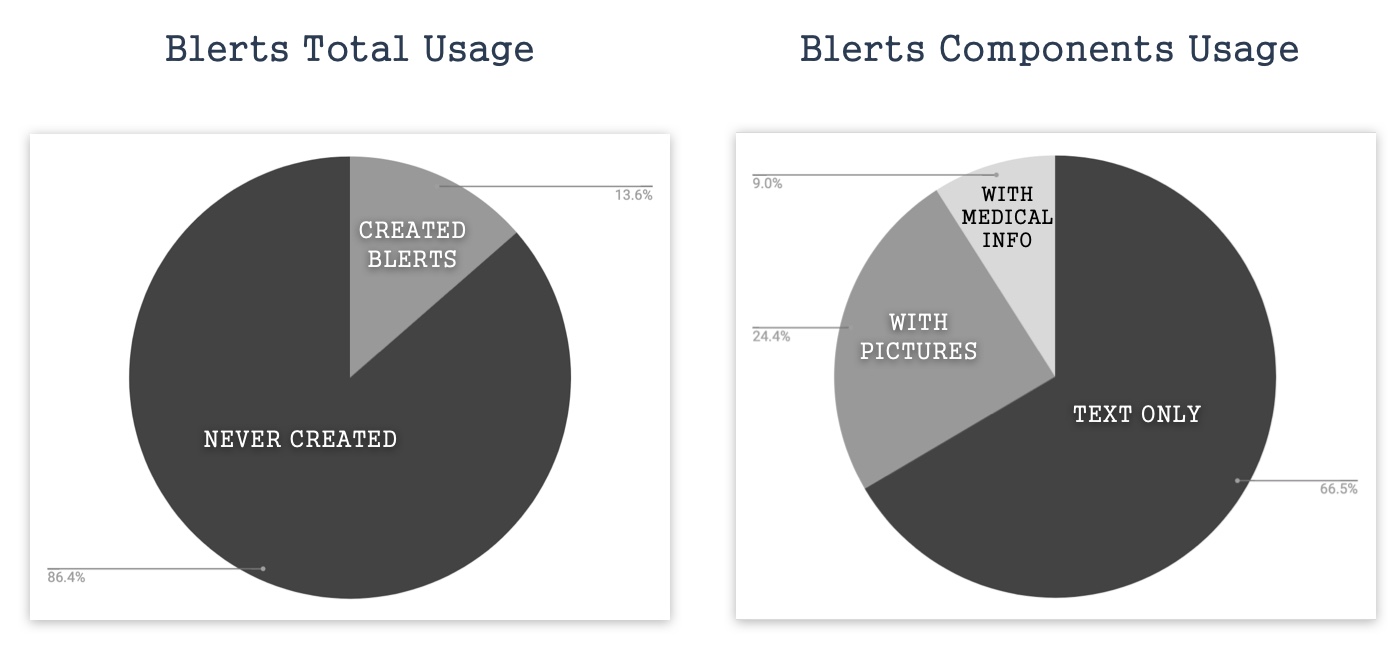 Blerts Total Usage
13.6%
CREATED
BLERTS
NEVER CREATED
86.4%
Blerts Components Usage
9.0%
WITH
MEDICAL
INFO
24.4%
WITH
PICTURES
TEXT ONLY
66.5%